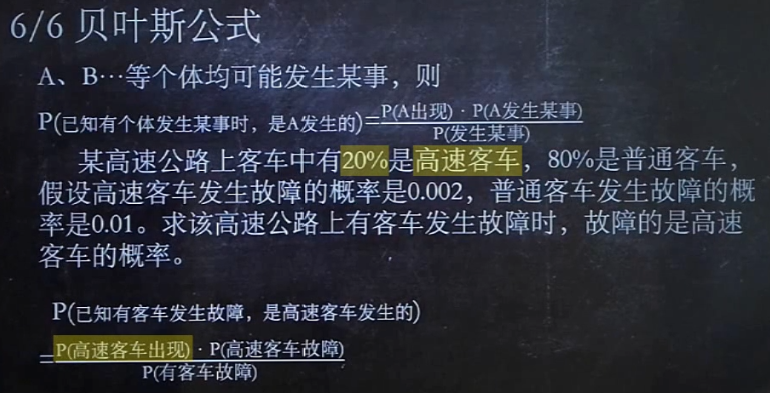 6/6 贝叶斯公式
A、B…等个体均可能发生某事，则
P(已知有个体发生某事时，是A发生的)=P(A出现)·P(A发生某事)
P(发生某事)
某高速公路上客车中有20%是高速客车，80%是普通客车，
假设高速客车发生故障的概率是0.002，普通客车发生故障的概
率是0.01。求该高速公路上有客车发生故障时，故障的是高速
客车的概率。
P(已知有客车发生故障，是高速客车发生的)
=P(高速客车出现)·P(高速客车故障)
P(有客车故障)